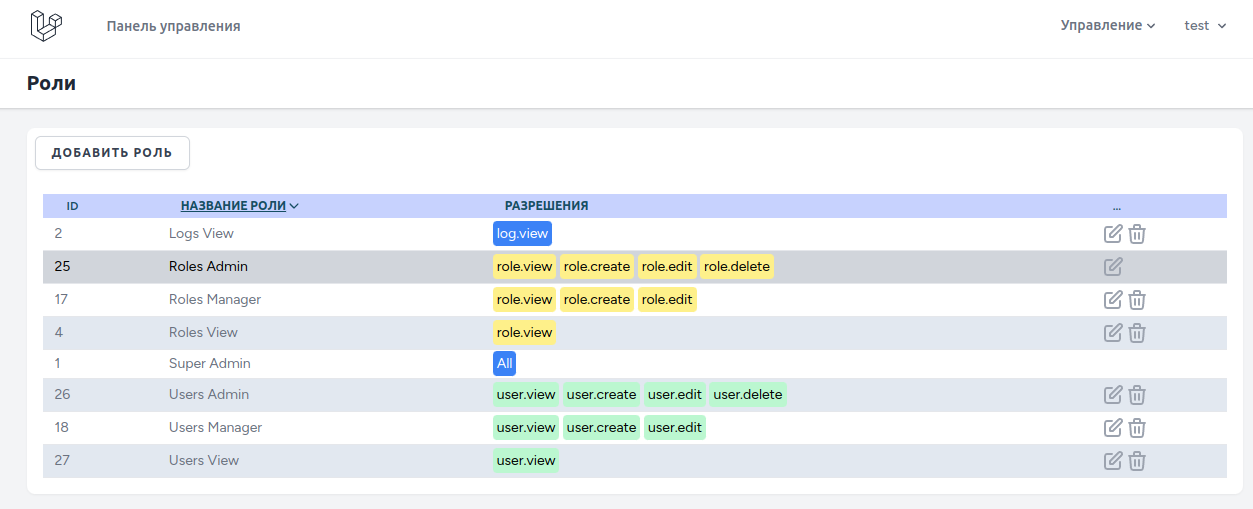 Панель управления Управление test
Роли
ДОБАВИТЬ РОЛЬ
ID НАЗВАНИЕ РОЛИ РАЗРЕШЕНИЯ ...
2 Logs View log.view
25 Roles Admin role.view role.create role.edit role.delete
17 Roles Manager role.view role.create role.edit
4 Roles View role.view
1 Super Admin All
26 Users Admin user.view user.create user.edit user.delete
18 Users Manager user.view user.create user.edit
27 Users View user.view